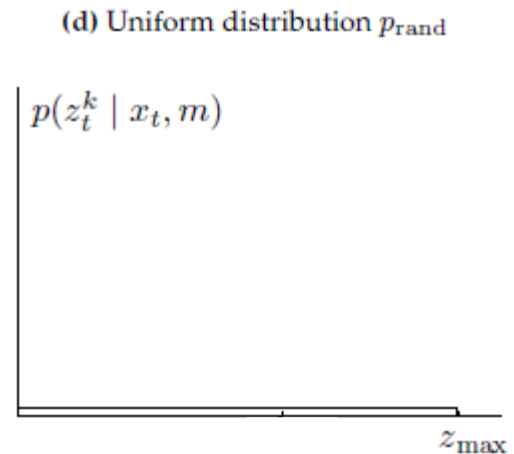 (d) Uniform distribution p_rand
p(z_t^k | x_t, m)
z_max